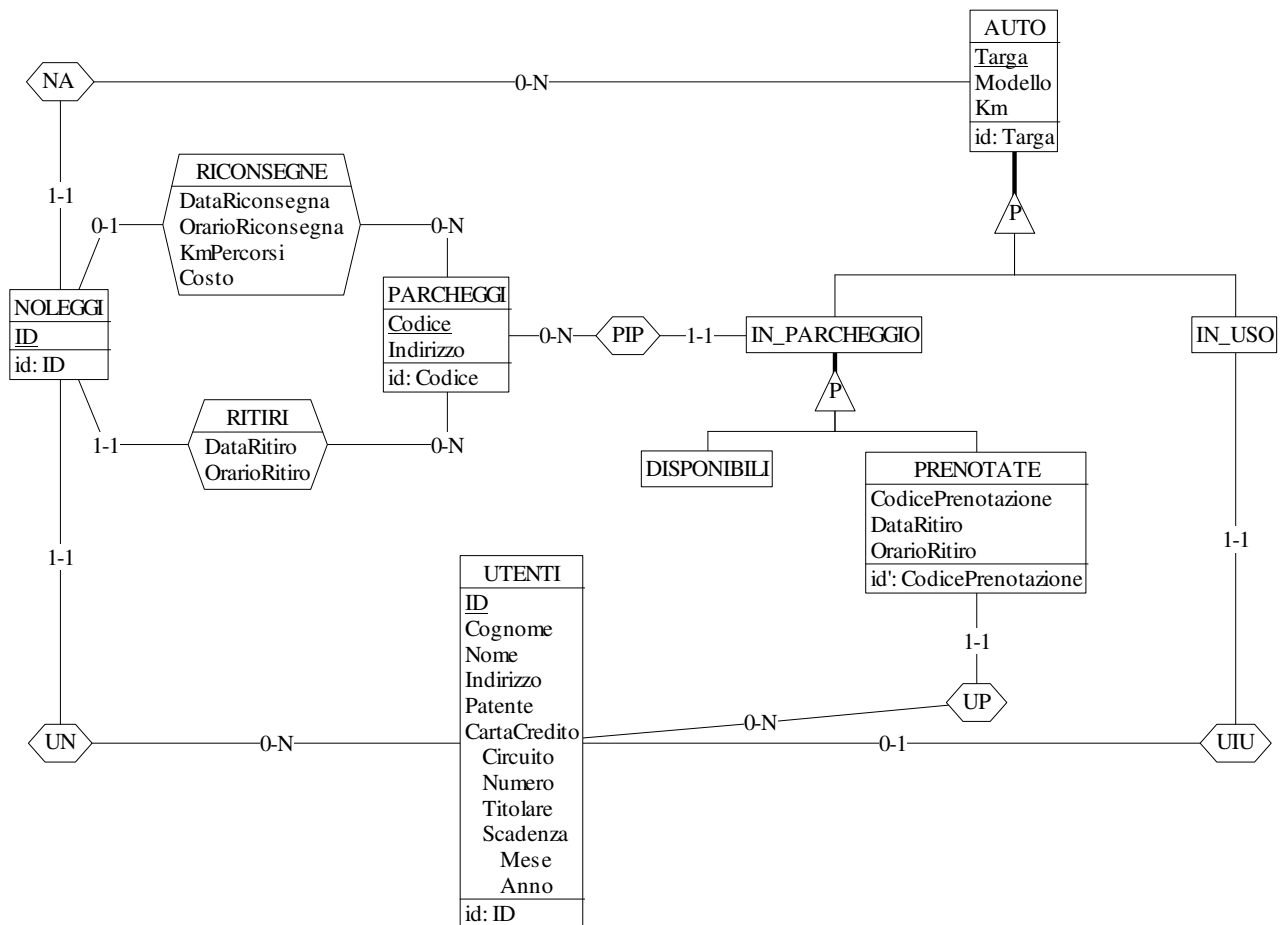 AUTO
Targa
Modello
Km
id: Targa
NA
0-N
1-1
RICONSEGNE
DataRiconsegna
OrarioRiconsegna
KmPercorsi
Costo
0-1
0-N
P
NOLEGGI
ID
id: ID
PARCHEGGI
Codice
Indirizzo
id: Codice
0-N
PIP
1-1
IN_PARCHEGGIO
IN_USO
P
RITIRI
DataRitiro
OrarioRitiro
1-1
0-N
DISPONIBILI
PRENOTATE
CodicePrenotazione
DataRitiro
OrarioRitiro
id': CodicePrenotazione
1-1
1-1
UTENTI
ID
Cognome
Nome
Indirizzo
Patente
CartaCredito
Circuito
Numero
Titolare
Scadenza
Mese
Anno
id: ID
1-1
UP
0-N
UN
0-N
0-1
UIU